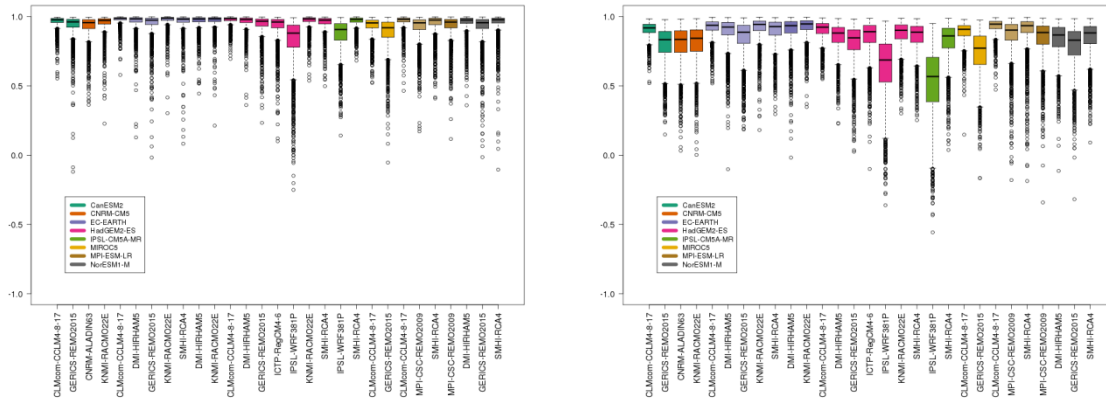 1.0
0.5
0.0
-0.5
-1.0
CanESM2
CNRM-CM5
EC-EARTH
HadGEM2-ES
IPSL-CM5A-MR
MIROC5
MPI-ESM-LR
NorESM1-M
CLMcom-CCLM4-8-17
GERICS-REMO2015
CNRM-ALADIN63
KNMI-RACMO22E
CLMcom-CCLM4-8-17
DMI-HIRHAM5
GERICS-REMO2015
KNMI-RACMO22E
SMHI-RCA4
DMI-HIRHAM5
KNMI-RACMO22E
CLMcom-CCLM4-8-17
DMI-HIRHAM5
GERICS-REMO2015
ICTP-RegCM4-6
IPSL-WRF381P
KNMI-RACMO22E
SMHI-RCA4
IPSL-WRF381P
SMHI-RCA4
CLMcom-CCLM4-8-17
GERICS-REMO2015
CLMcom-CCLM4-8-17
MPI-CSC-REMO2009
SMHI-RCA4
MPI-CSC-REMO2009
DMI-HIRHAM5
GERICS-REMO2015
SMHI-RCA4
1.0
0.5
0.0
-0.5
-1.0
CanESM2
CNRM-CM5
EC-EARTH
HadGEM2-ES
IPSL-CM5A-MR
MIROC5
MPI-ESM-LR
NorESM1-M
CLMcom-CCLM4-8-17
GERICS-REMO2015
CNRM-ALADIN63
KNMI-RACMO22E
CLMcom-CCLM4-8-17
DMI-HIRHAM5
GERICS-REMO2015
KNMI-RACMO22E
SMHI-RCA4
DMI-HIRHAM5
KNMI-RACMO22E
CLMcom-CCLM4-8-17
DMI-HIRHAM5
GERICS-REMO2015
ICTP-RegCM4-6
IPSL-WRF381P
KNMI-RACMO22E
SMHI-RCA4
IPSL-WRF381P
SMHI-RCA4
CLMcom-CCLM4-8-17
GERICS-REMO2015
CLMcom-CCLM4-8-17
MPI-CSC-REMO2009
SMHI-RCA4
MPI-CSC-REMO2009
DMI-HIRHAM5
GERICS-REMO2015
SMHI-RCA4